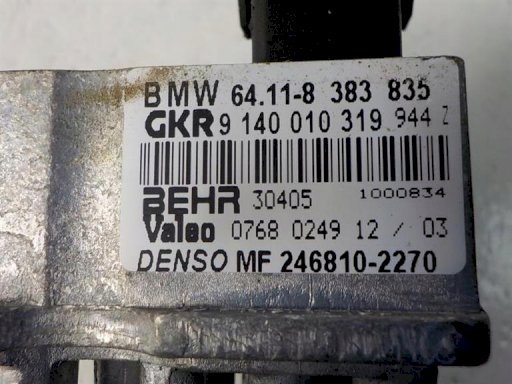 BMW 64.11-8 383 835
GKR 9 140 010 319 944 Z
BEHR 30405 1000834
Valeo 0768 0249 12 / 03
DENSO MF 246810-2270